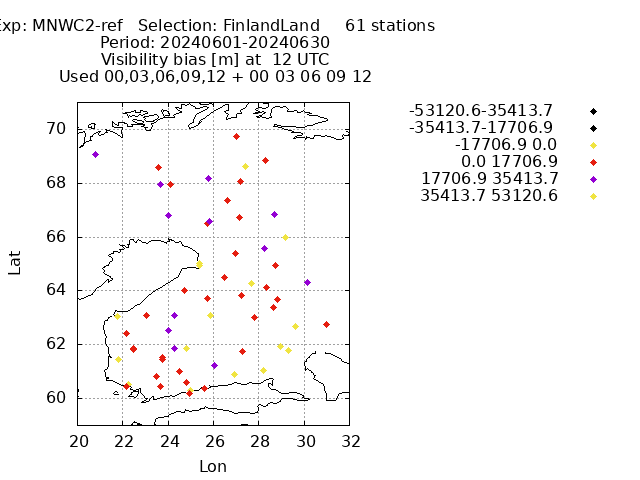 xp: MNWC2-ref   Selection: FinlandLand     61 stations
Period: 20240601-20240630
Visibility bias [m] at  12 UTC
Used 00,03,06,09,12 + 00 03 06 09 12
-53120.6-35413.7
-35413.7-17706.9
-17706.9 0.0
0.0 17706.9
17706.9 35413.7
35413.7 53120.6
70
68
66
64
62
60
Lat
20 22 24 26 28 30 32
Lon